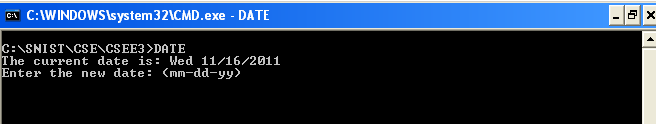 C:\WINDOWS\system32\CMD.exe - DATE
C:\SNIST\CSE\CSEE3>DATE
The current date is: Wed 11/16/2011
Enter the new date: (mm-dd-yy)